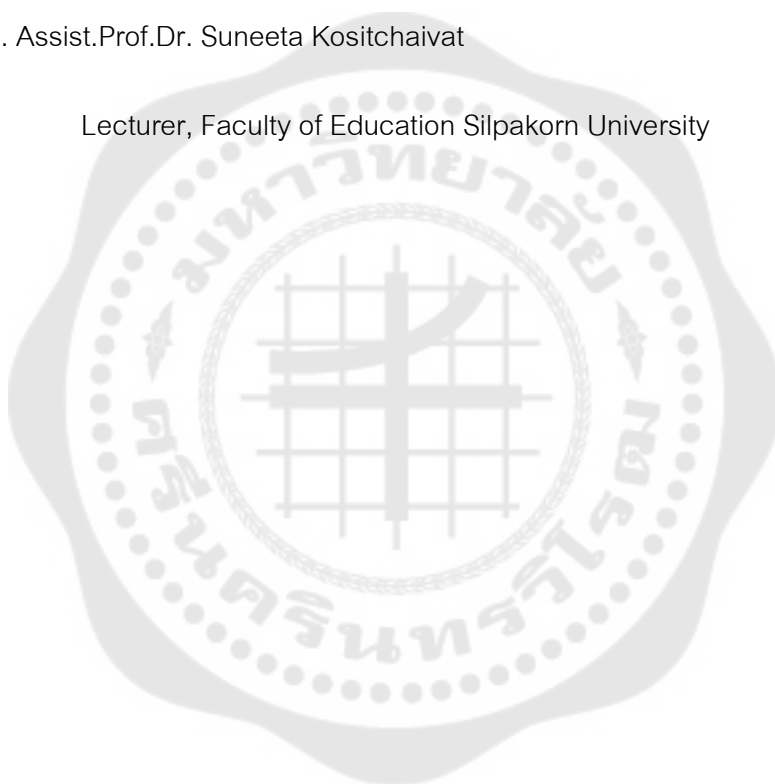 . Assist.Prof.Dr. Suneeta Kositchaivat
Lecturer, Faculty of Education Silpakorn University
มหาวิทยาลัย
ศรีนครินทรวิโรฒ